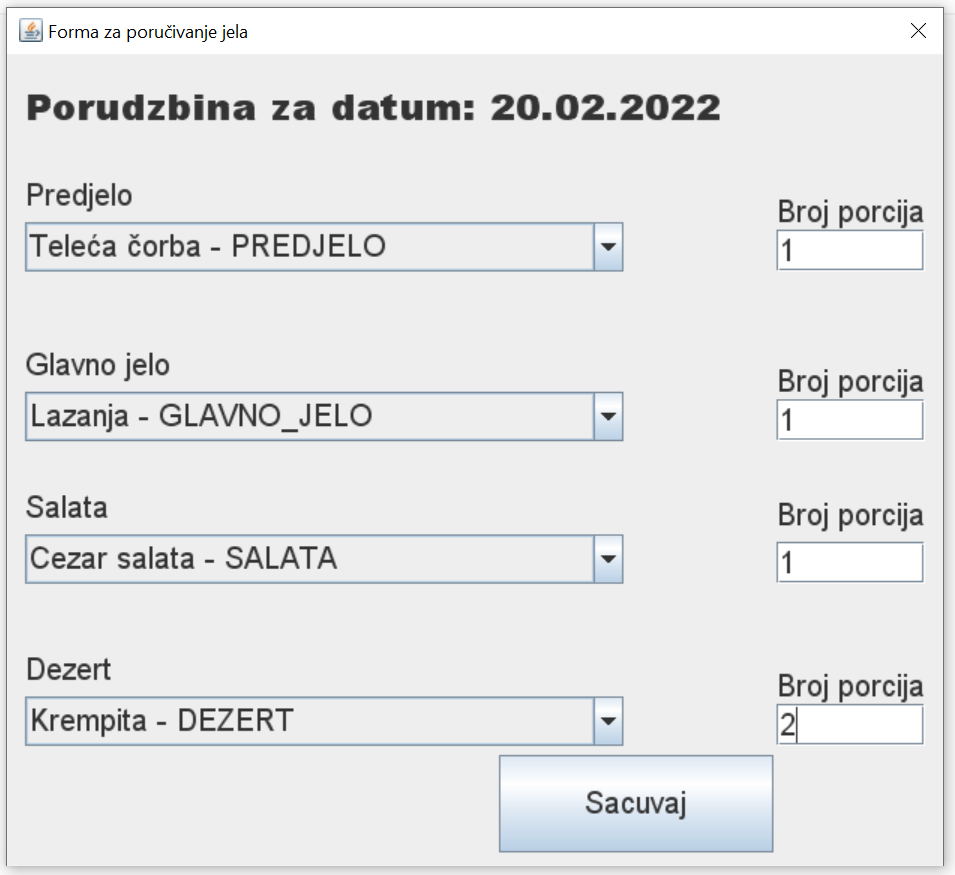 Forma za poručivanje jela
Porudzbina za datum: 20.02.2022
Predjelo
Broj porcija
Teleća čorba - PREDJELO
1
Glavno jelo
Broj porcija
Lazanja - GLAVNO_JELO
1
Salata
Broj porcija
Cezar salata - SALATA
1
Dezert
Broj porcija
Krempita - DEZERT
2
Sacuvaj